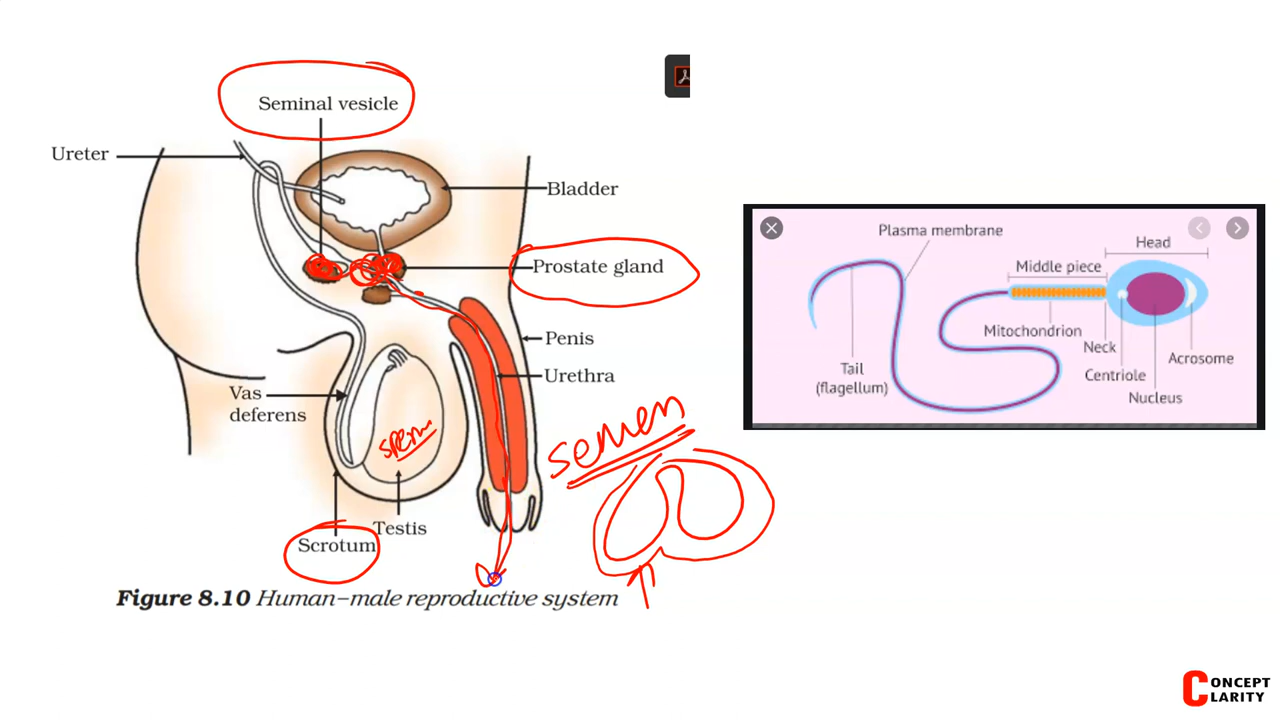 Seminal vesicle
Ureter
Bladder
Prostate gland
Penis
Urethra
Vas
deferens
sperm
semen
Testis
Scrotum
Figure 8.10 Human–male reproductive system
Plasma membrane
Head
Middle piece
Mitochondrion
Neck
Acrosome
Centriole
Tail
(flagellum)
Nucleus
CONCEPT
CLARITY